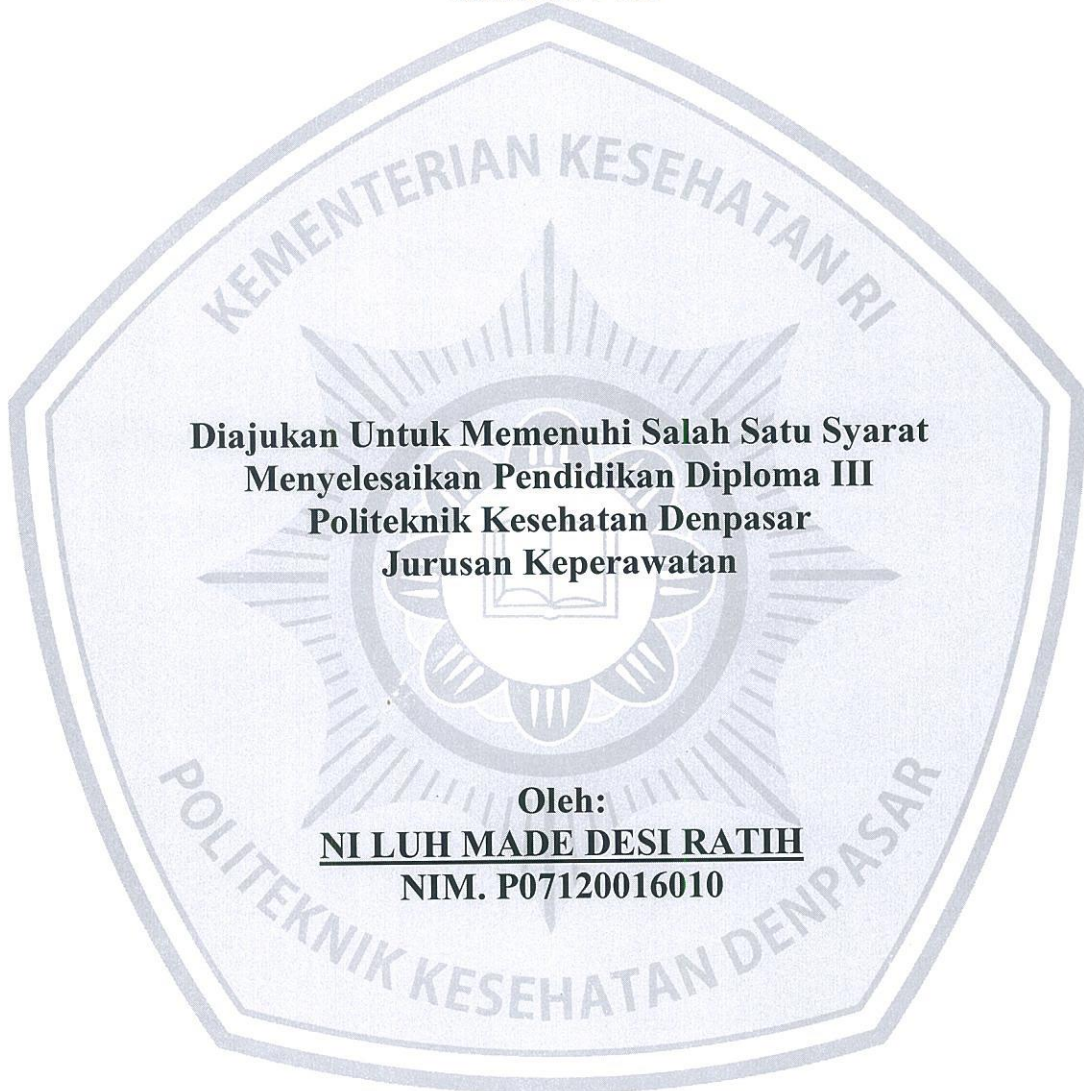 KEMENTERIAN KESEHATAN RI
Diajukan Untuk Memenuhi Salah Satu Syarat
Menyelesaikan Pendidikan Diploma III
Politeknik Kesehatan Denpasar
Jurusan Keperawatan
Oleh:
NI LUH MADE DESI RATIH
NIM. P07120016010
POLITEKNIK KESEHATAN DENPASAR